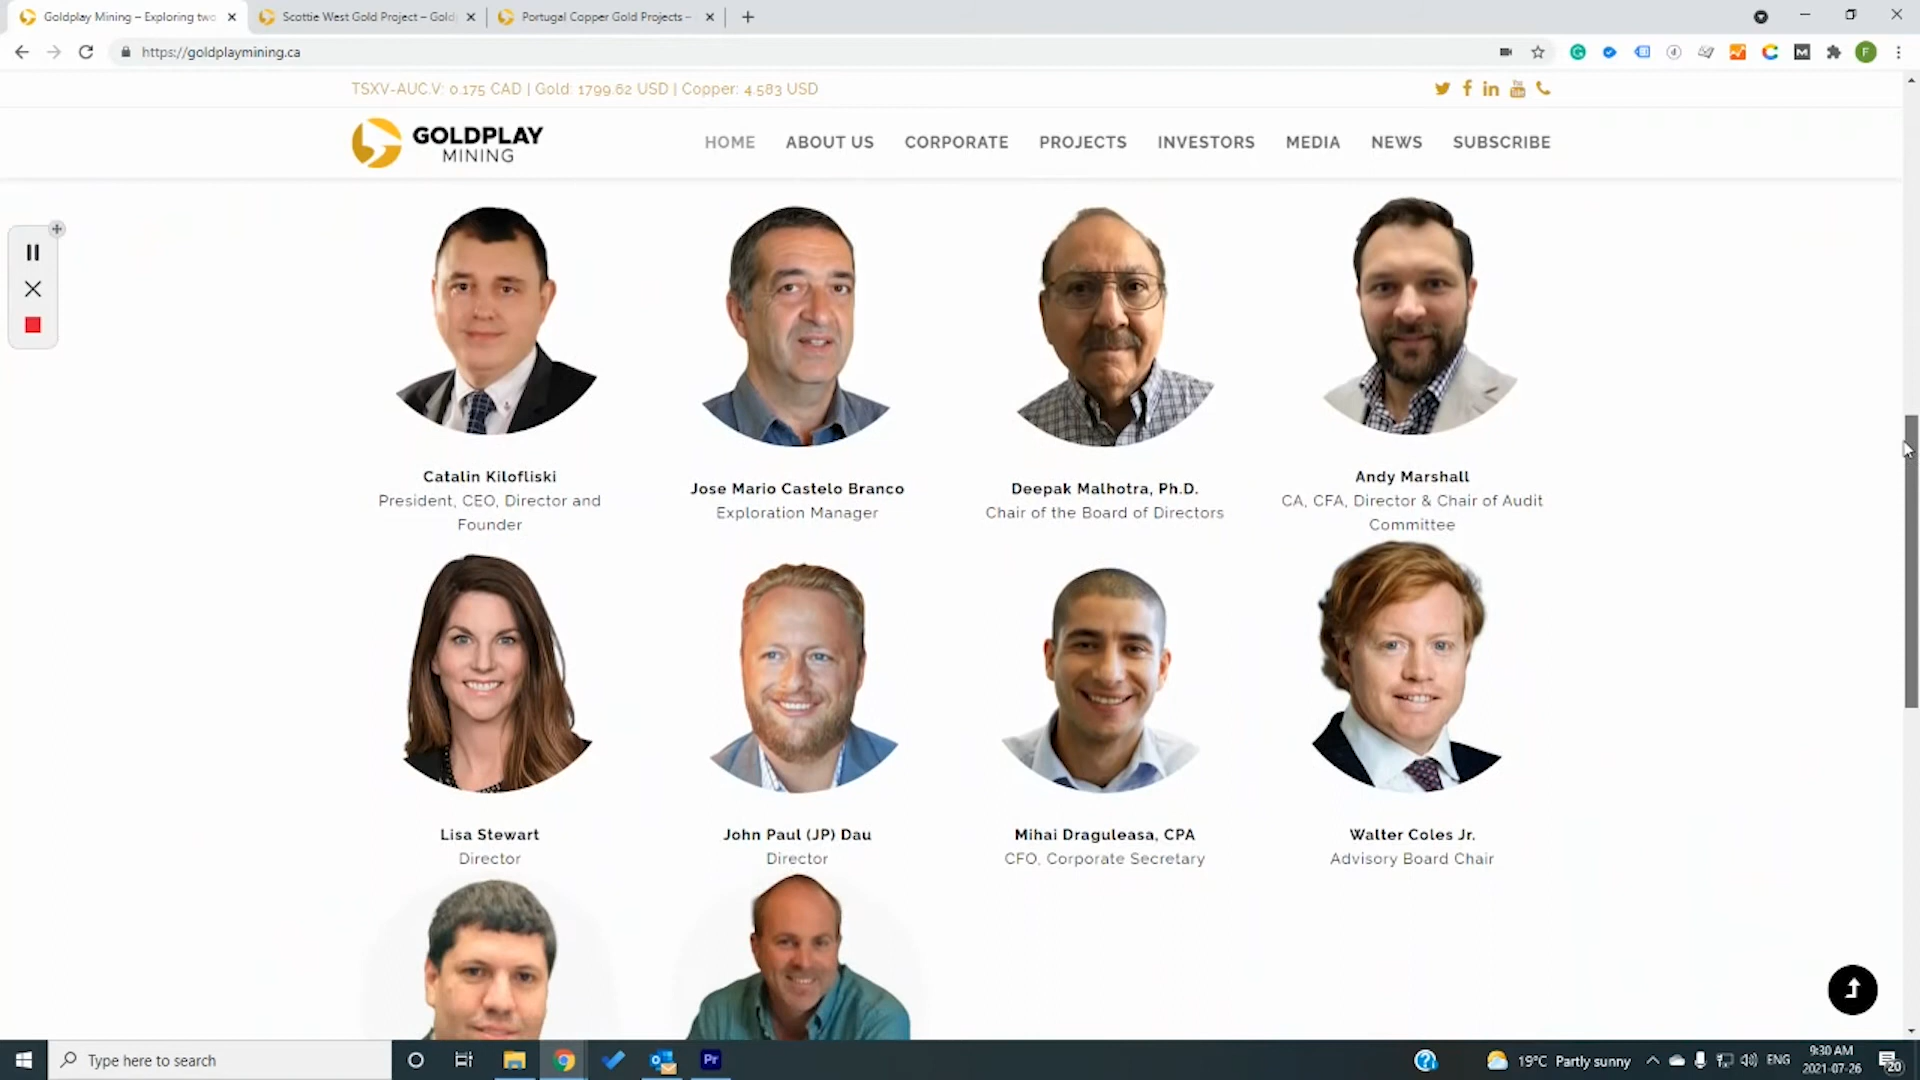 Goldplay Mining – Exploring two
Scottie West Gold Project – Gold
Portugal Copper Gold Projects –
https://goldplaymining.ca
F
TSXV-AUC.V: 0.175 CAD | Gold: 1799.62 USD | Copper: 4.583 USD
GOLDPLAY
MINING
HOME ABOUT US CORPORATE PROJECTS INVESTORS MEDIA NEWS SUBSCRIBE
Catalin Kilofliski
President, CEO, Director and
Founder
Jose Mario Castelo Branco
Exploration Manager
Deepak Malhotra, Ph.D.
Chair of the Board of Directors
Andy Marshall
CA, CFA, Director & Chair of Audit
Committee
Lisa Stewart
Director
John Paul (JP) Dau
Director
Mihai Draguleasa, CPA
CFO, Corporate Secretary
Walter Coles Jr.
Advisory Board Chair
Type here to search
Pr
19°C Partly sunny
ENG
9:30 AM
2021-07-26
20